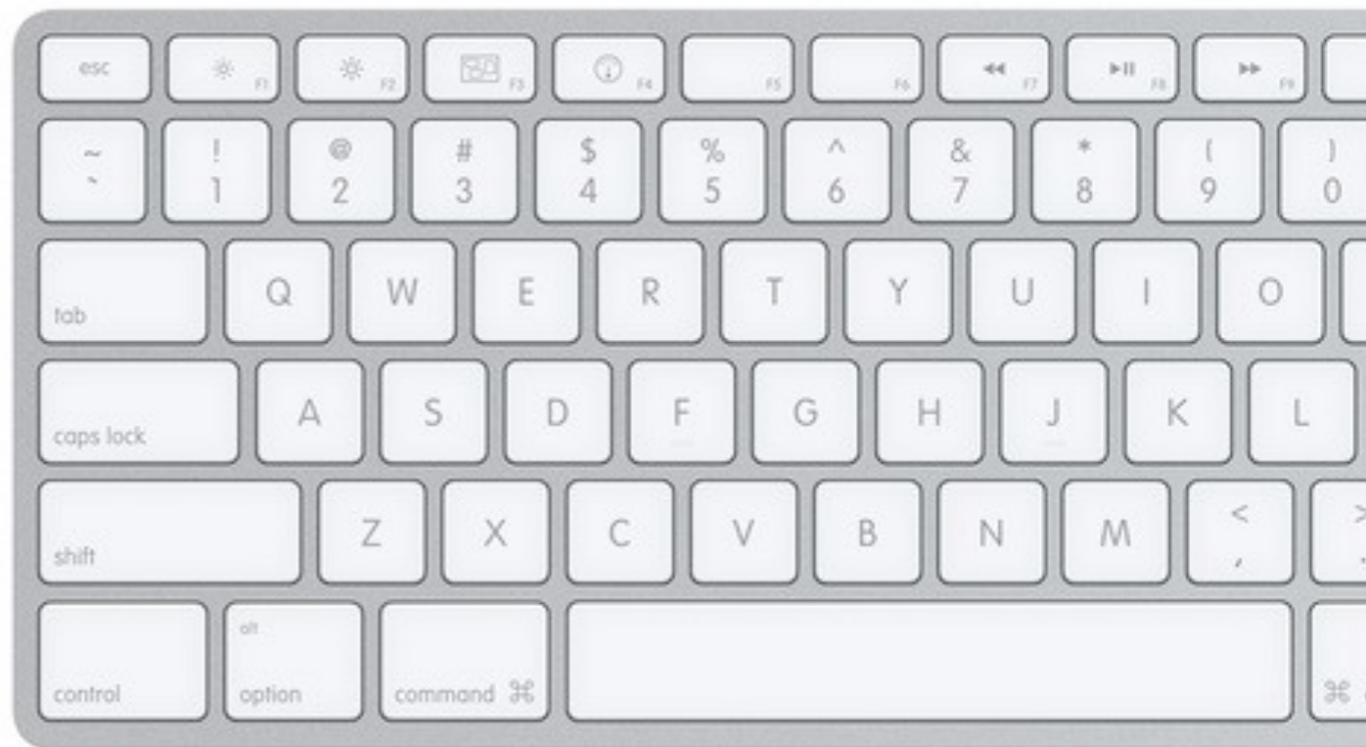 esc F1 F2 F3 F4 F5 F6 F7 F8 F9
~ ! @ # $ % ^ & * ( )
` 1 2 3 4 5 6 7 8 9 0
Q W E R T Y U I O
tab
A S D F G H J K L
caps lock
Z X C V B N M < >
shift , .
alt
control option command ⌘ ⌘